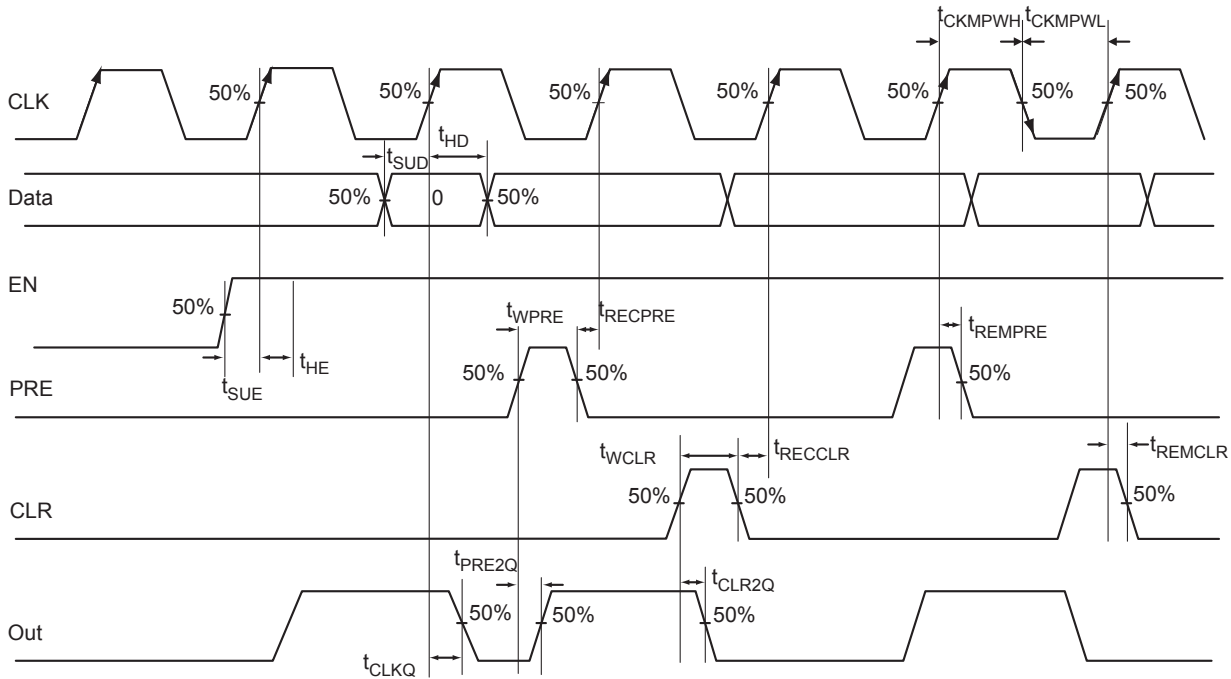 tCKMPWH tCKMPWL
CLK 50% 50% 50% 50% 50% 50% 50%
tSUD tHD
Data 50% 0 50%
EN
50%
tWPRE tRECPRE tREMPRE
tSUE tHE
PRE 50% 50% 50%
tWCLR tRECCLR tREMCLR
CLR 50% 50% 50%
tPRE2Q tCLR2Q
Out 50% 50% 50%
tCLKQ